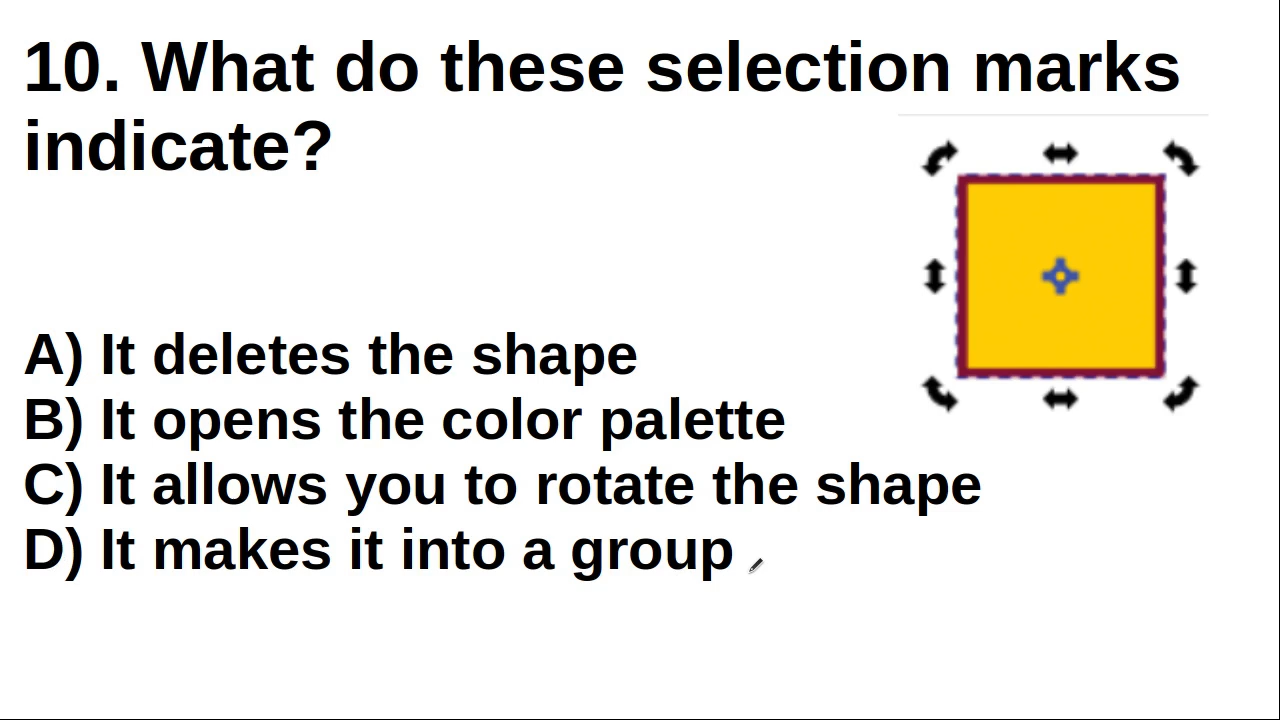 10. What do these selection marks
indicate?
A) It deletes the shape
B) It opens the color palette
C) It allows you to rotate the shape
D) It makes it into a group